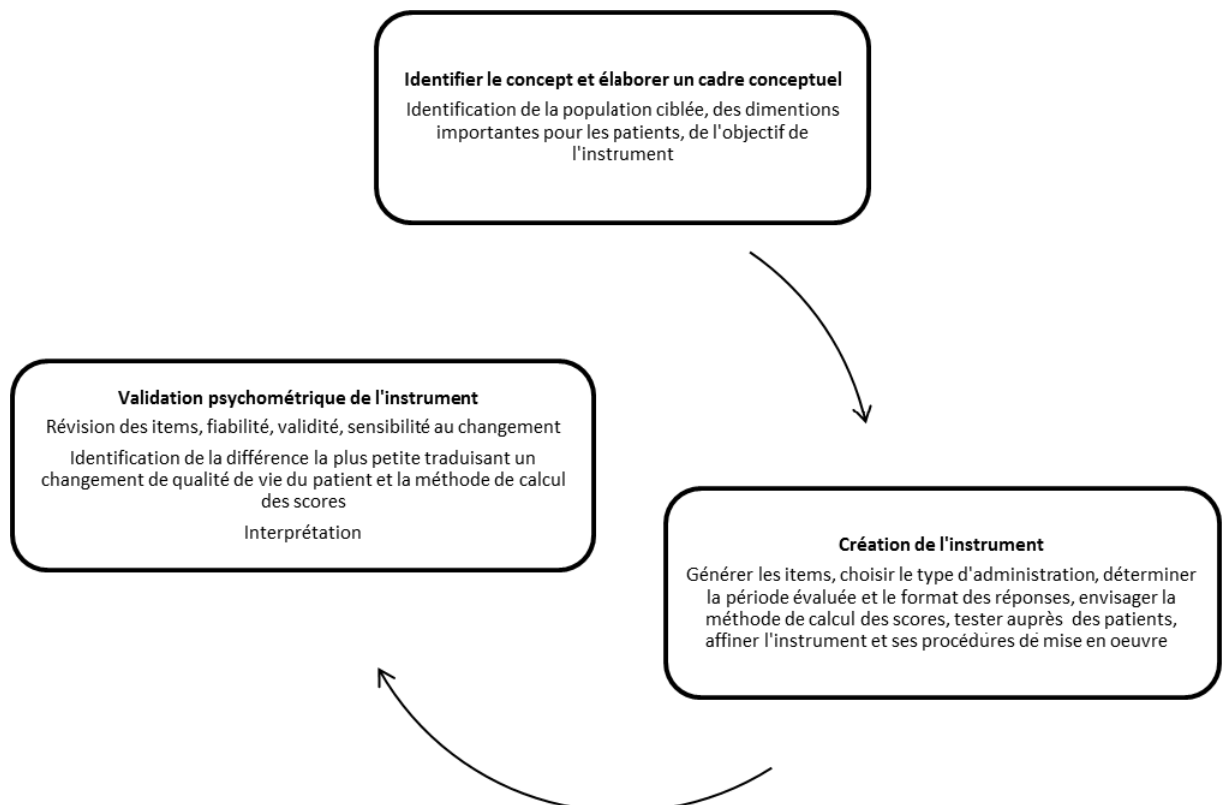 Identifier le concept et élaborer un cadre conceptuel
Identification de la population ciblée, des dimentions
importantes pour les patients, de l'objectif de
l'instrument
Validation psychométrique de l'instrument
Révision des items, fiabilité, validité, sensibilité au changement
Identification de la différence la plus petite traduisant un
changement de qualité de vie du patient et la méthode de calcul
des scores
Interprétation
Création de l'instrument
Générer les items, choisir le type d'administration, déterminer
la période évaluée et le format des réponses, envisager la
méthode de calcul des scores, tester auprès des patients,
affiner l'instrument et ses procédures de mise en oeuvre